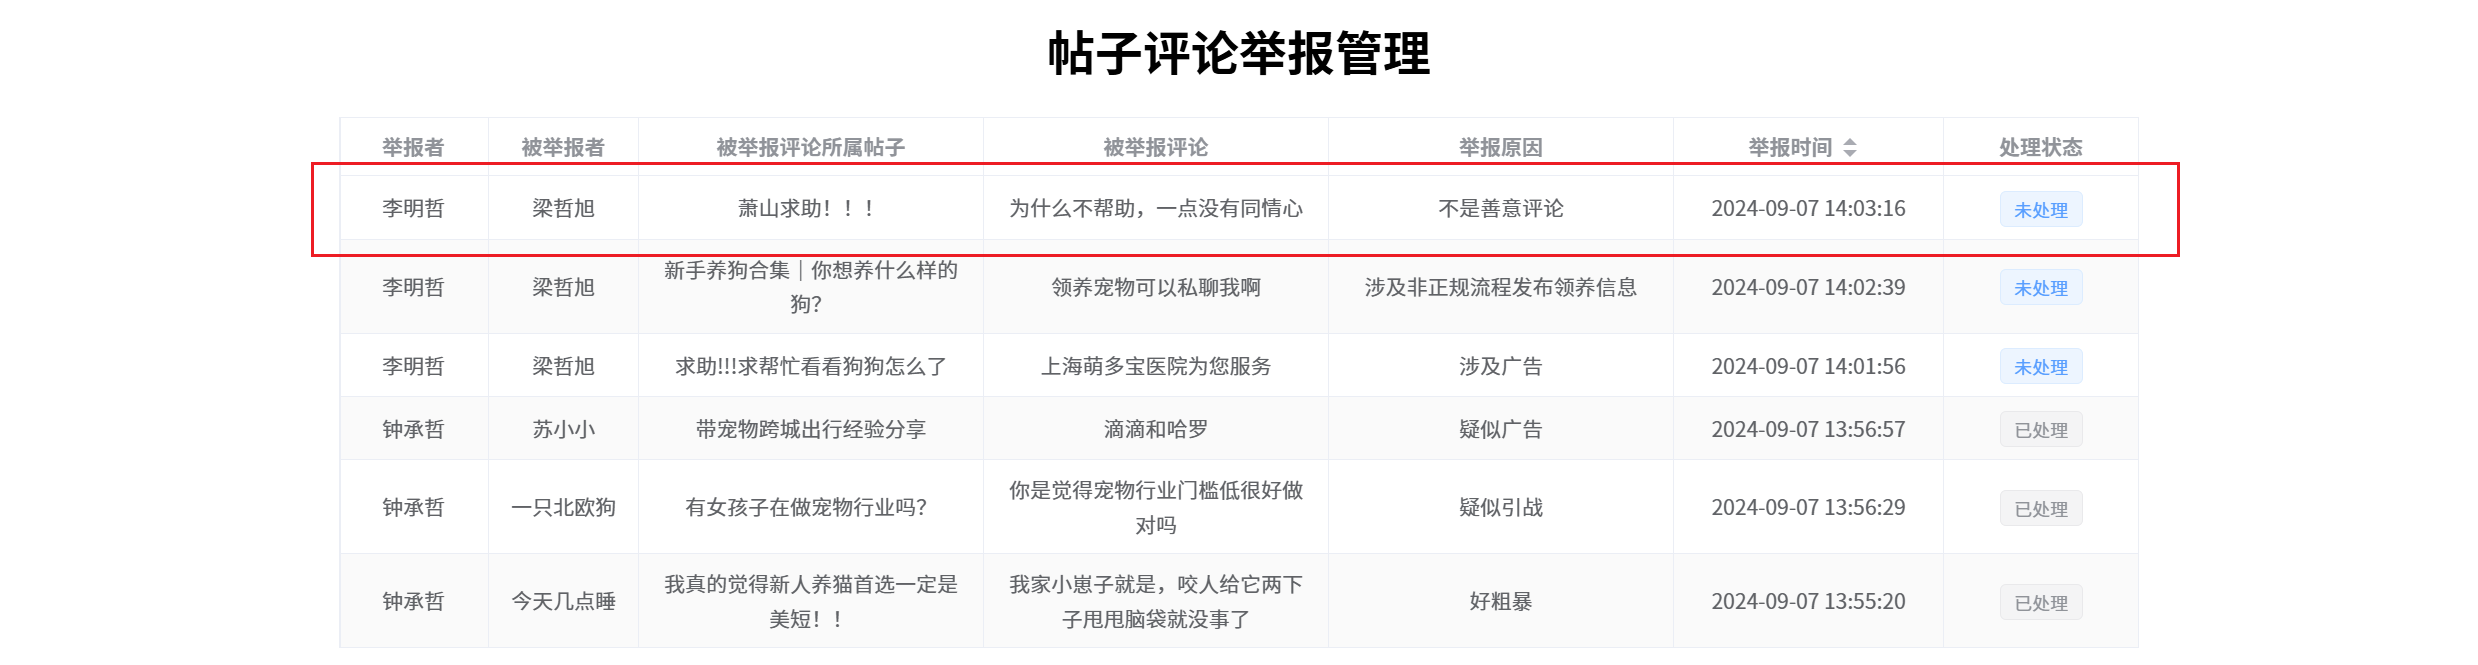 帖子评论举报管理
举报者 被举报者 被举报评论所属帖子 被举报评论 举报原因 举报时间 处理状态
李明哲 梁哲旭 萧山求助！！！ 为什么不帮助，一点没有同情心 不是善意评论 2024-09-07 14:03:16 未处理
李明哲 梁哲旭 新手养狗合集｜你想养什么样的
狗？ 领养宠物可以私聊我啊 涉及非正规流程发布领养信息 2024-09-07 14:02:39 未处理
李明哲 梁哲旭 求助!!!求帮忙看看狗狗怎么了 上海萌多宝医院为您服务 涉及广告 2024-09-07 14:01:56 未处理
钟承哲 苏小小 带宠物跨城出行经验分享 滴滴和哈罗 疑似广告 2024-09-07 13:56:57 已处理
钟承哲 一只北欧狗 有女孩子在做宠物行业吗？ 你是觉得宠物行业门槛低很好做
对吗 疑似引战 2024-09-07 13:56:29 已处理
钟承哲 今天几点睡 我真的觉得新人养猫首选一定是
美短！！ 我家小崽子就是，咬人给它两下
子甩甩脑袋就没事了 好粗暴 2024-09-07 13:55:20 已处理